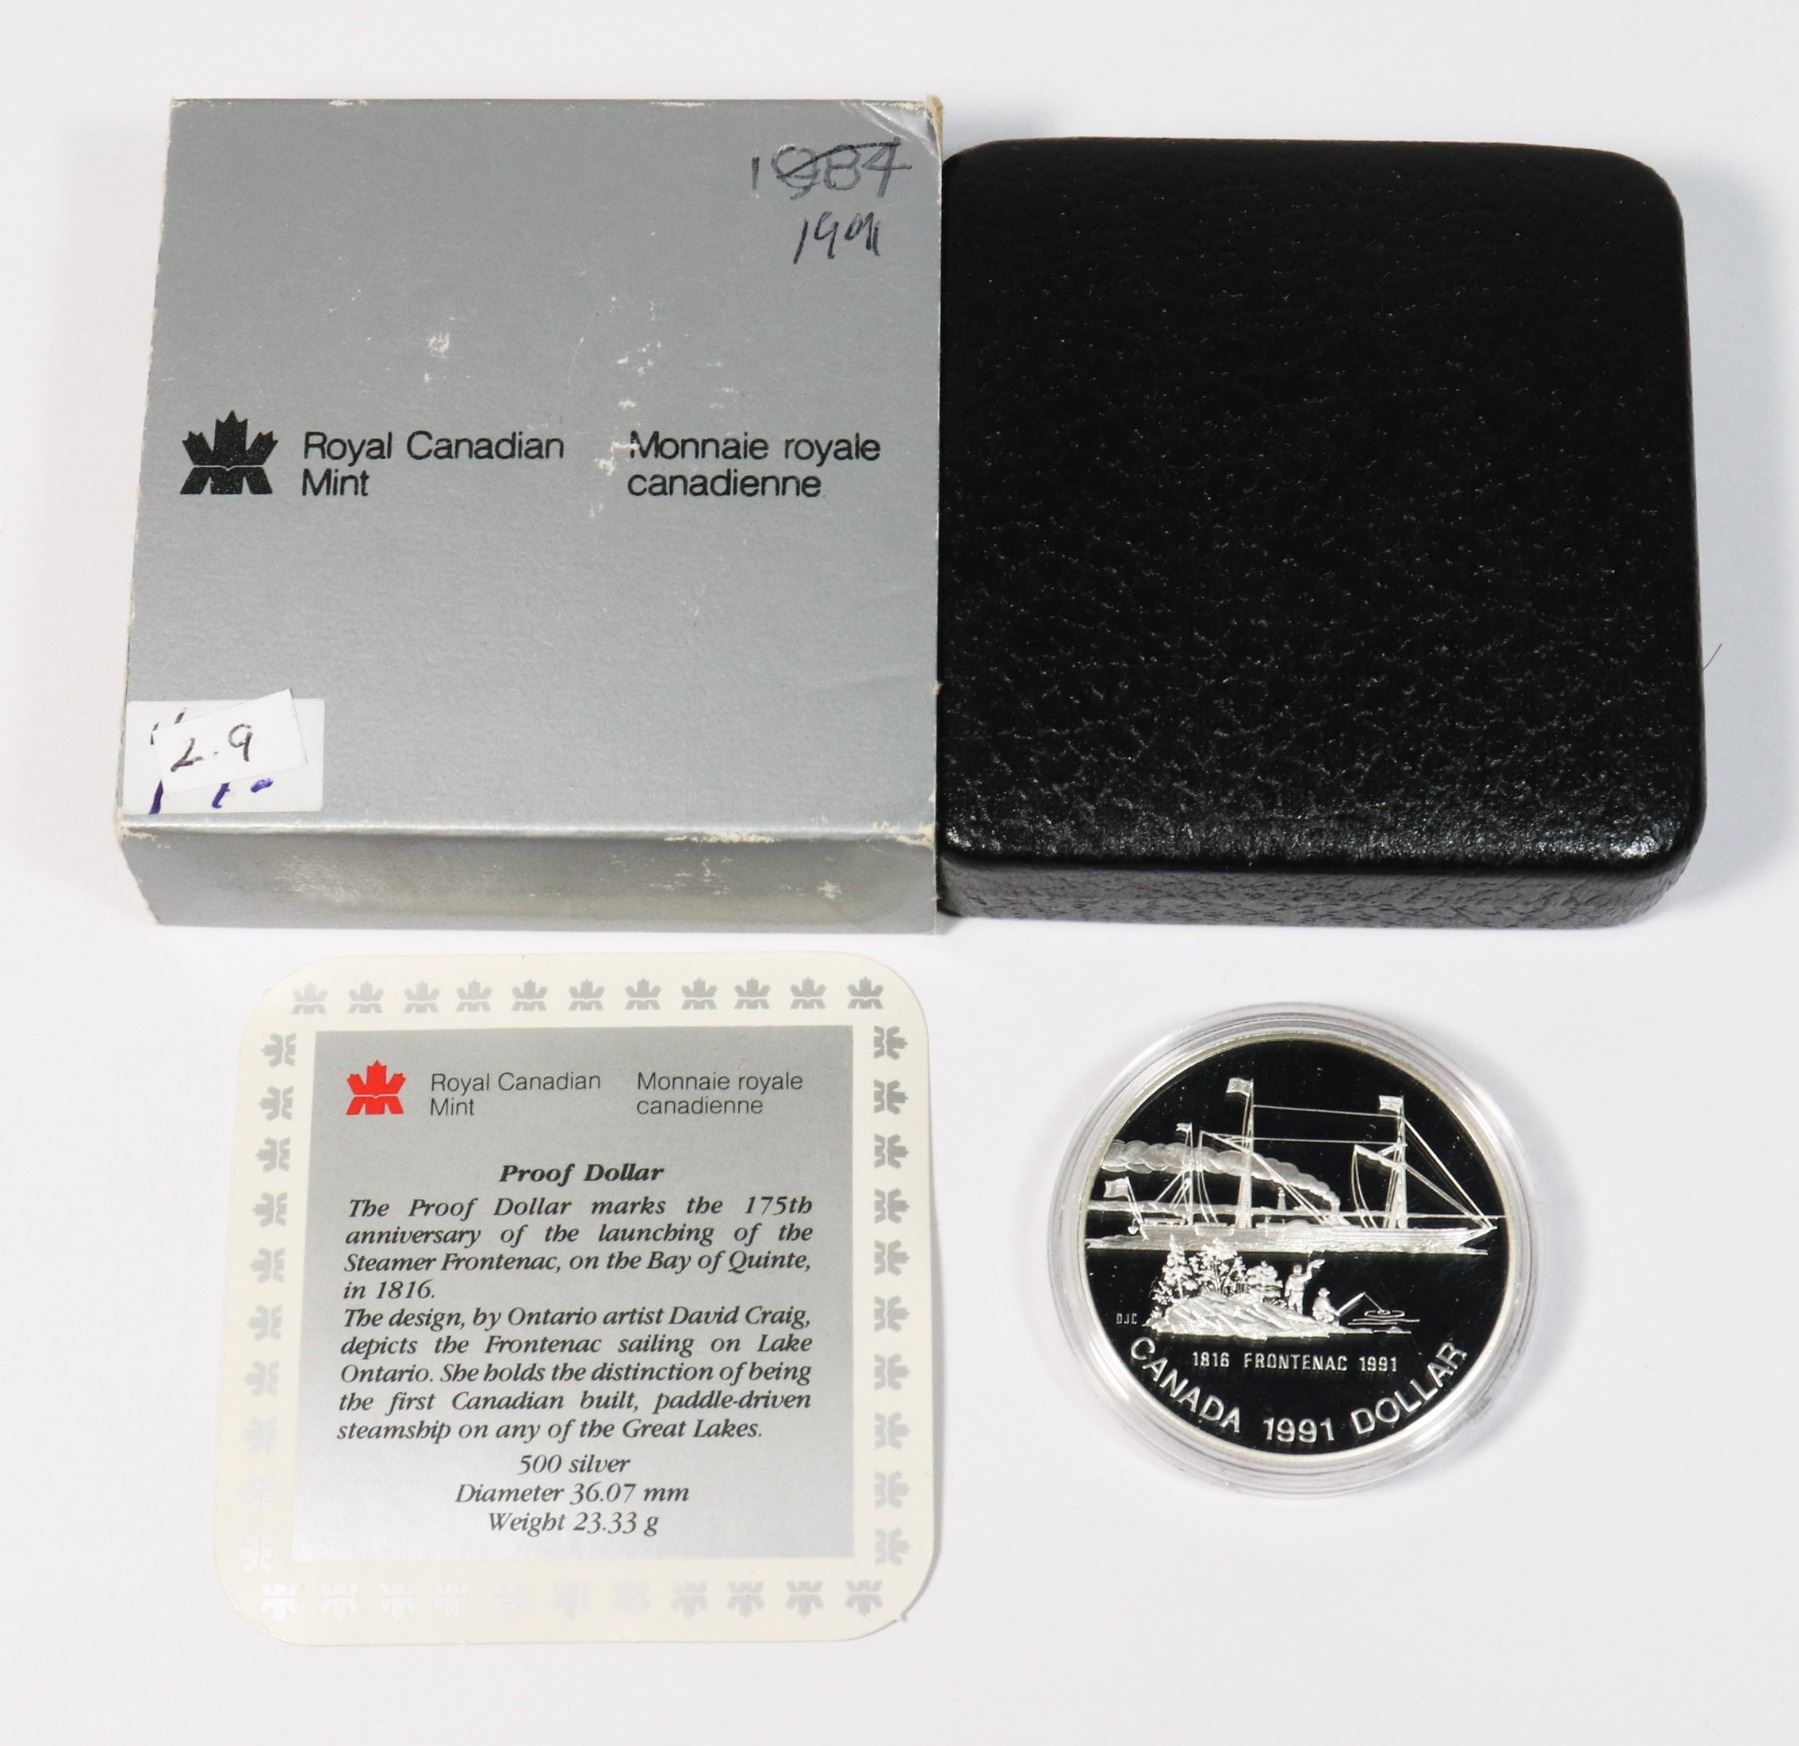 1984
1991
Royal Canadian
Mint
Monnaie royale
canadienne
2.9
Royal Canadian
Mint
Monnaie royale
canadienne
Proof Dollar
The Proof Dollar marks the 175th
anniversary of the launching of the
Steamer Frontenac, on the Bay of Quinte,
in 1816.
The design, by Ontario artist David Craig,
depicts the Frontenac sailing on Lake
Ontario. She holds the distinction of being
the first Canadian built, paddle-driven
steamship on any of the Great Lakes.
500 silver
Diameter 36.07 mm
Weight 23.33 g
DJC
1816 FRONTENAC 1991
CANADA 1991 DOLLAR